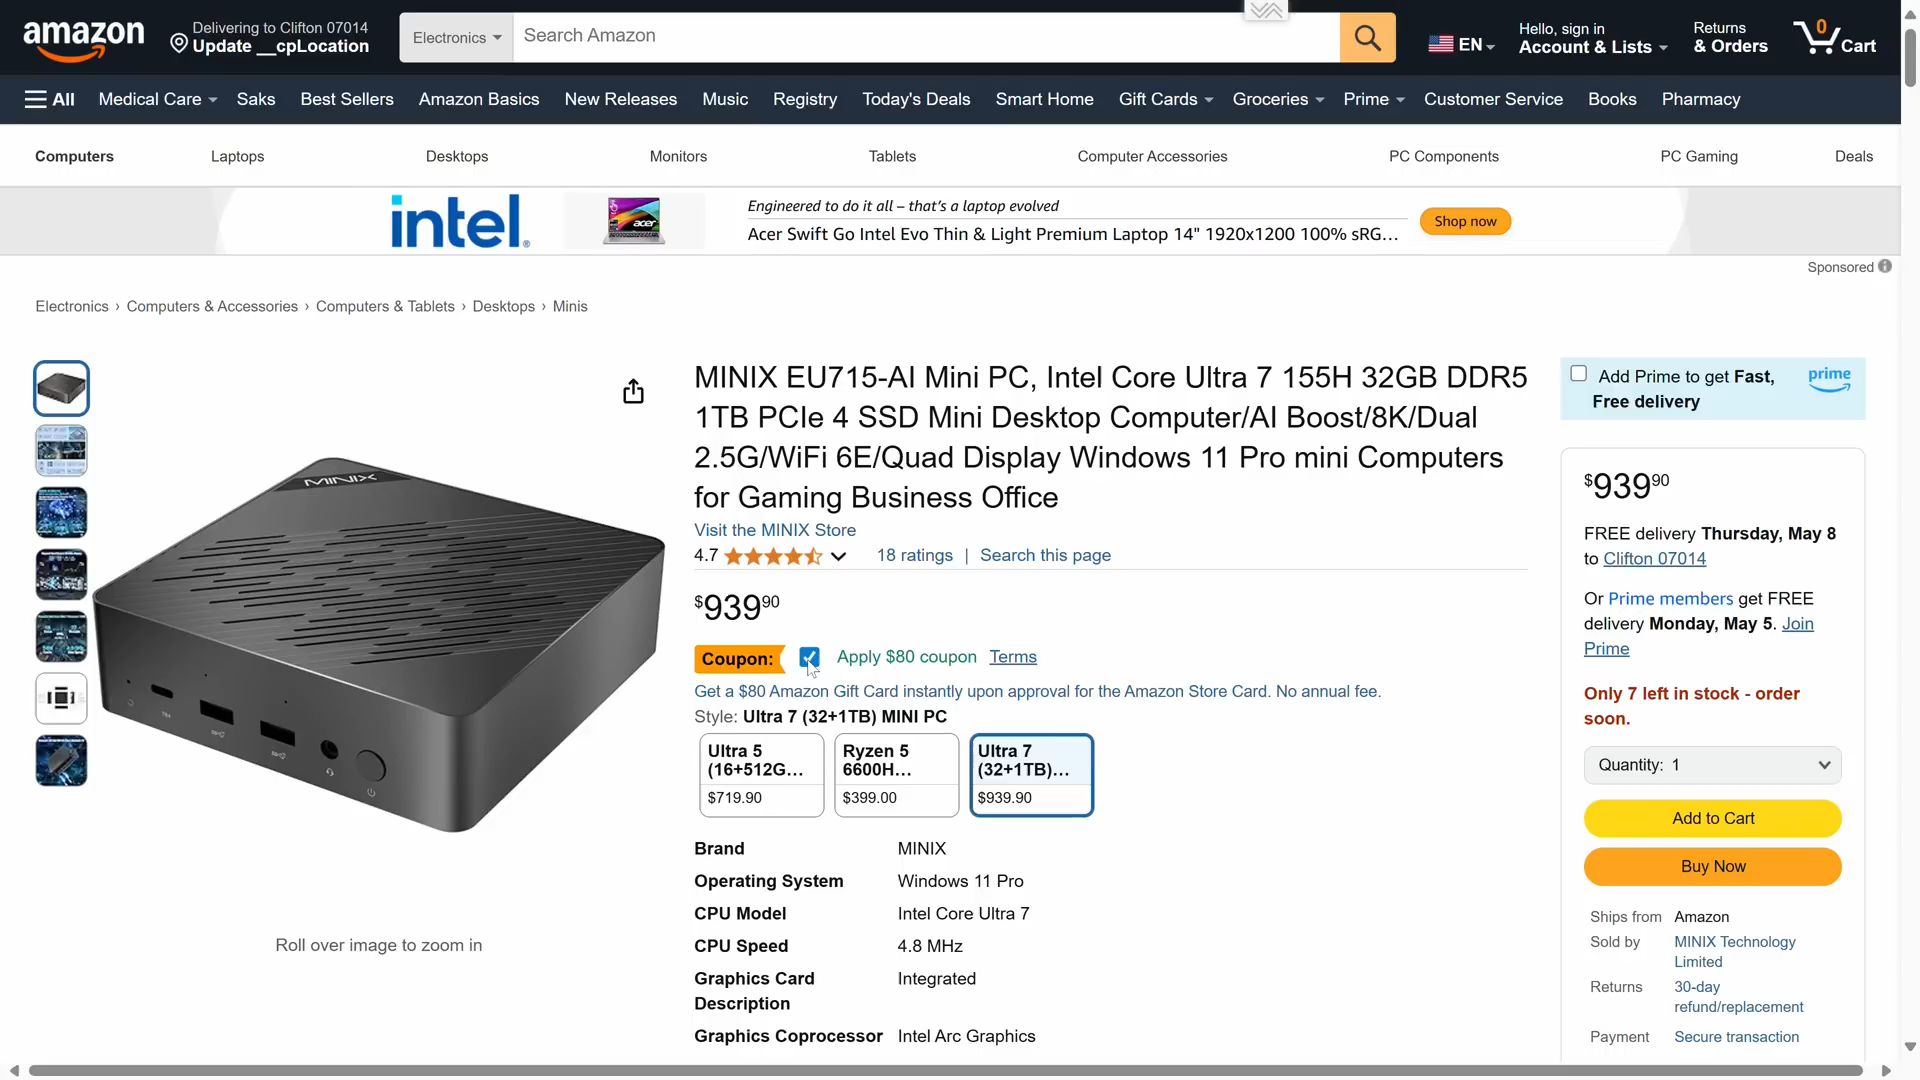 amazon
Delivering to Clifton 07014
Update __cpLocation
Electronics
Search Amazon
EN
Hello, sign in
Account & Lists
Returns
& Orders
0
Cart
All
Medical Care
Saks
Best Sellers
Amazon Basics
New Releases
Music
Registry
Today's Deals
Smart Home
Gift Cards
Groceries
Prime
Customer Service
Books
Pharmacy
Computers
Laptops
Desktops
Monitors
Tablets
Computer Accessories
PC Components
PC Gaming
Deals
intel
acer
Engineered to do it all – that's a laptop evolved
Acer Swift Go Intel Evo Thin & Light Premium Laptop 14" 1920x1200 100% sRG…
Shop now
Sponsored
Electronics › Computers & Accessories › Computers & Tablets › Desktops › Minis
MINIX
Roll over image to zoom in
MINIX EU715-AI Mini PC, Intel Core Ultra 7 155H 32GB DDR5
1TB PCIe 4 SSD Mini Desktop Computer/AI Boost/8K/Dual
2.5G/WiFi 6E/Quad Display Windows 11 Pro mini Computers
for Gaming Business Office
Visit the MINIX Store
4.7
18 ratings | Search this page
$939 90
Coupon: Apply $80 coupon Terms
Get a $80 Amazon Gift Card instantly upon approval for the Amazon Store Card. No annual fee.
Style: Ultra 7 (32+1TB) MINI PC
Ultra 5
(16+512G…
$719.90
Ryzen 5
6600H…
$399.00
Ultra 7
(32+1TB)…
$939.90
Brand MINIX
Operating System Windows 11 Pro
CPU Model Intel Core Ultra 7
CPU Speed 4.8 MHz
Graphics Card Integrated
Description
Graphics Coprocessor Intel Arc Graphics
Add Prime to get Fast,
Free delivery
prime
$939 90
FREE delivery Thursday, May 8
to Clifton 07014
Or Prime members get FREE
delivery Monday, May 5. Join
Prime
Only 7 left in stock - order
soon.
Quantity: 1
Add to Cart
Buy Now
Ships from Amazon
Sold by MINIX Technology
Limited
Returns 30-day
refund/replacement
Payment Secure transaction